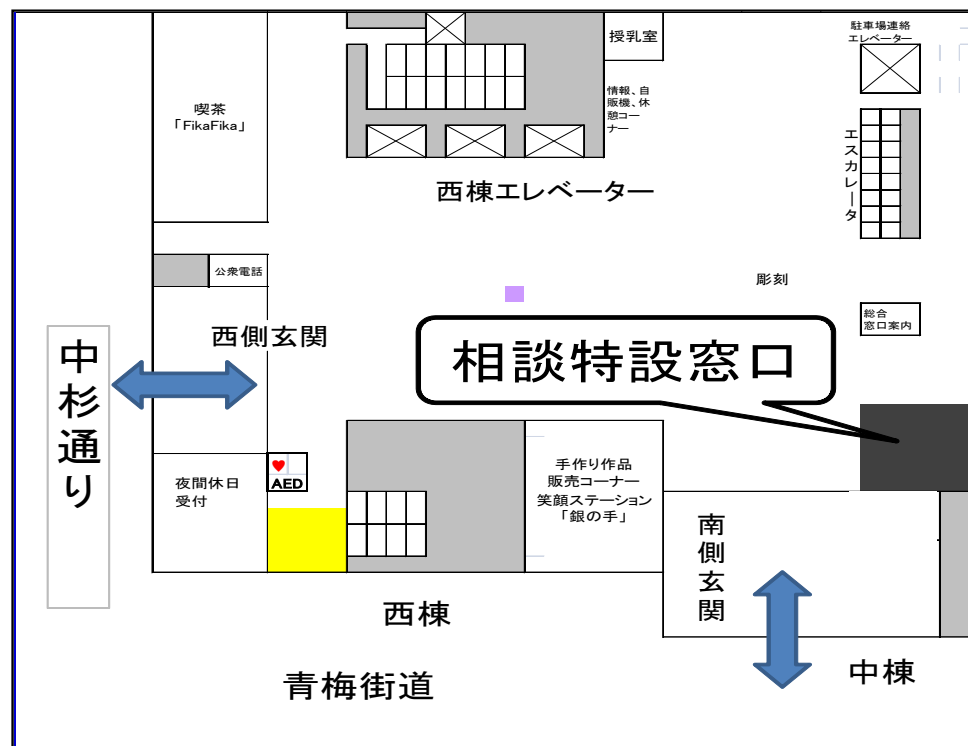 駐車場連絡
エレベーター
授乳室
情報、自
販機、休
憩コー
ナー
喫茶
「FikaFika」
エスカレータ
西棟エレベーター
公衆電話
彫刻
総合
窓口案内
西側玄関
相談特設窓口
中杉通り
夜間休日
受付
AED
手作り作品
販売コーナー
笑顔ステーション
「銀の手」
南側玄関
西棟
中棟
青梅街道